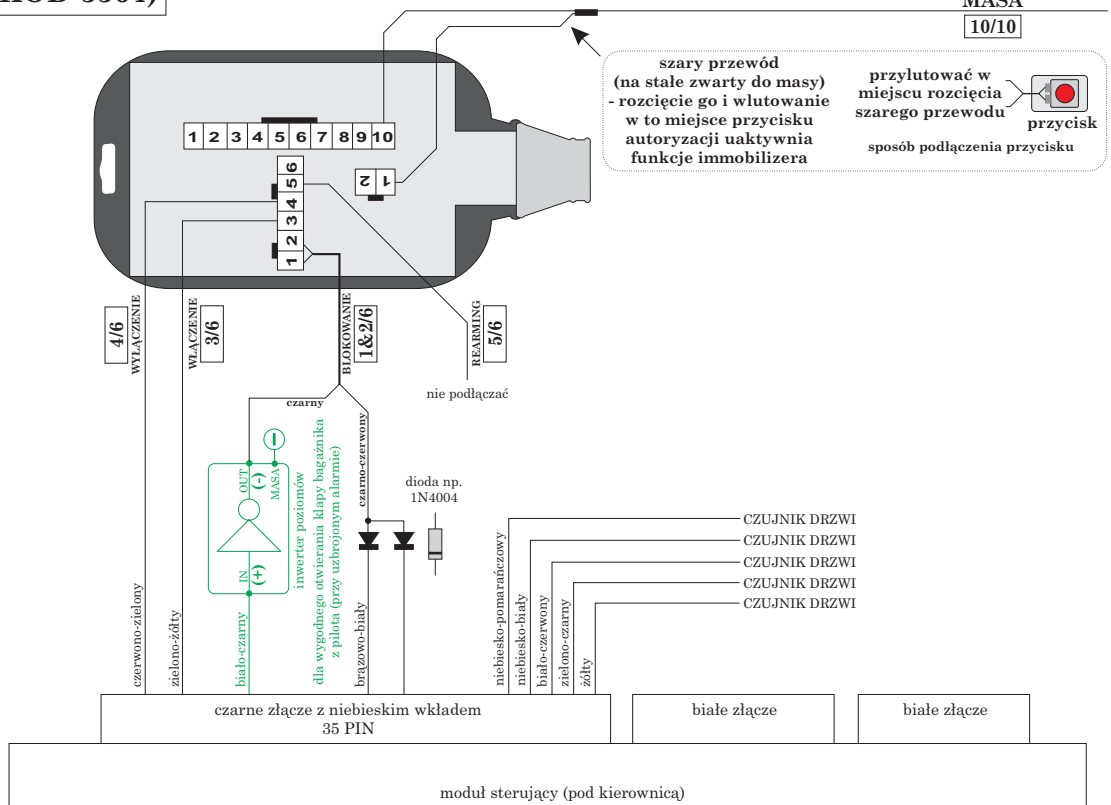 KOD 3304)
MASA
10/10
szary przewód
(na stałe zwarty do masy)
- rozcięcie go i wlutowanie
w to miejsce przycisku
autoryzacji uaktywnia
funkcje immobilizera
przylutować w
miejscu rozcięcia
szarego przewodu
przycisk
sposób podłączenia przycisku
1 2 3 4 5 6 7 8 9 10
1 2 3 4 5 6
2 1
4/6
WYŁĄCZENIE
WŁĄCZENIE
3/6
BLOKOWANIE
1&2/6
REARMING
5/6
nie podłączać
czarny
czarno-czerwony
OUT
(-)
MASA
IN
(+)
inwerter poziomów
dla wygodnego otwierania klapy bagażnika
z pilota (przy uzbrojonym alarmie)
dioda np.
1N4004
czerwono-zielony
zielono-żółty
biało-czarny
brązowo-biały
niebiesko-pomarańczowy
niebiesko-biały
biało-czerwony
zielono-czarny
żółty
CZUJNIK DRZWI
CZUJNIK DRZWI
CZUJNIK DRZWI
CZUJNIK DRZWI
CZUJNIK DRZWI
czarne złącze z niebieskim wkładem
35 PIN
białe złącze
białe złącze
moduł sterujący (pod kierownicą)